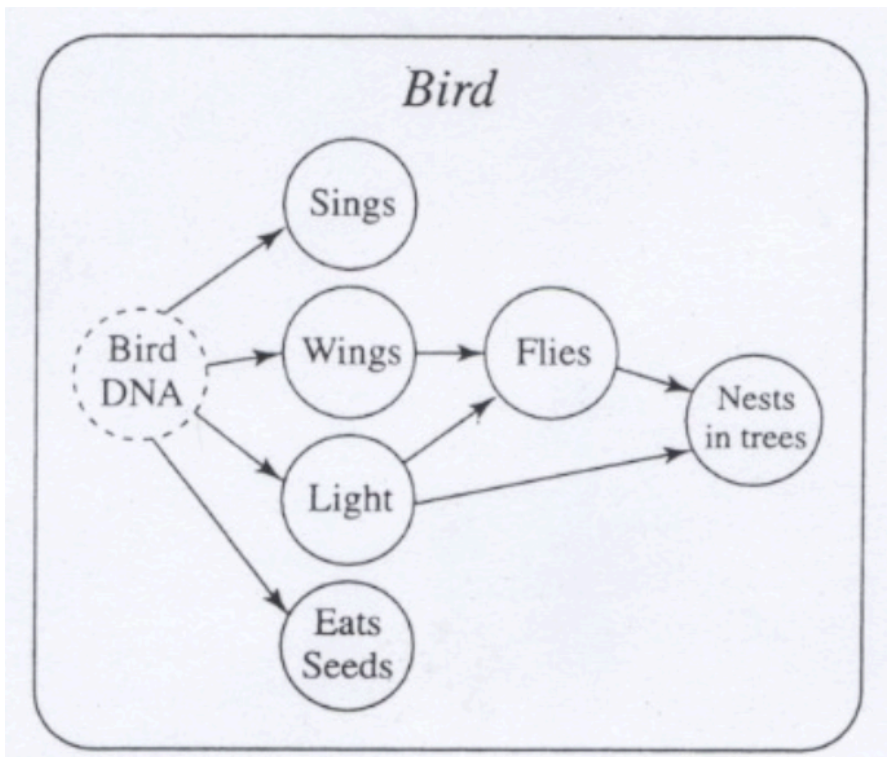 Bird
Sings
Bird
DNA
Wings
Flies
Nests
in trees
Light
Eats
Seeds